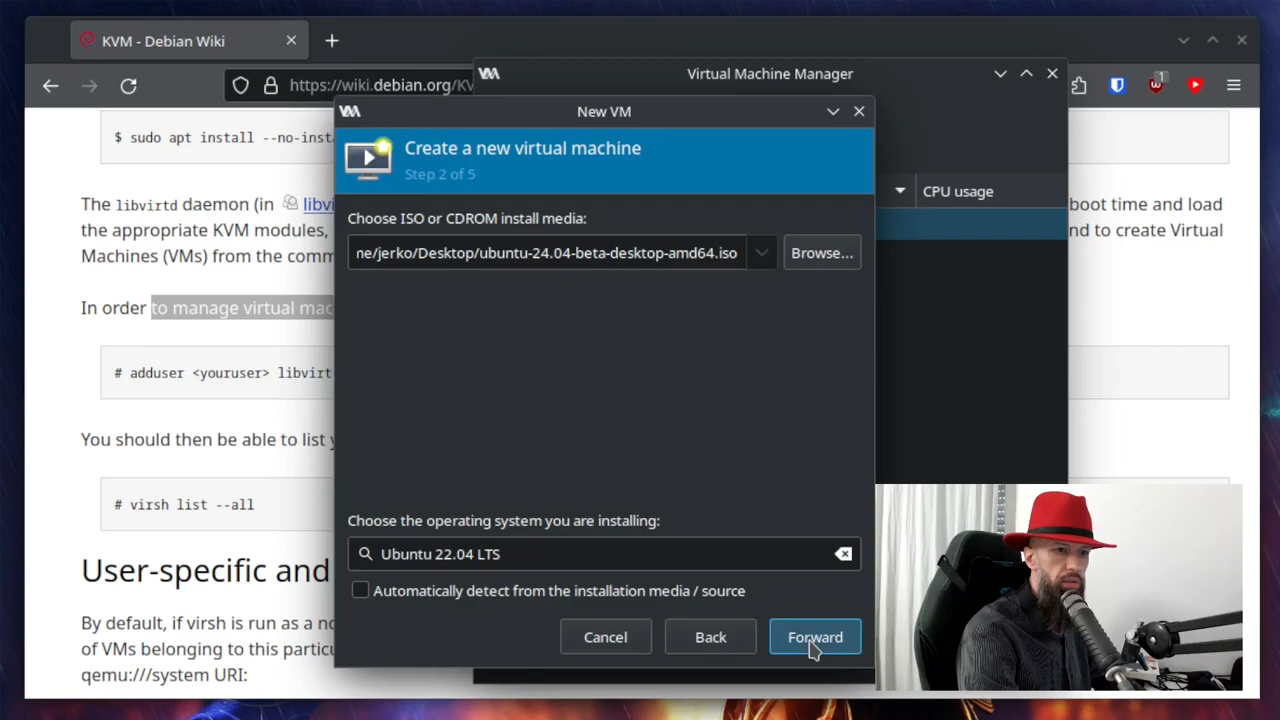 KVM - Debian Wiki
https://wiki.debian.org/KV
1
$ sudo apt install --no-inst
The libvirtd daemon (in libvi
boot time and load
the appropriate KVM modules,
nd to create Virtual
Machines (VMs) from the comm
In order to manage virtual mac
# adduser <youruser> libvirt
You should then be able to list
# virsh list --all
User-specific and
By default, if virsh is run as a no
of VMs belonging to this particu
qemu:///system URI:
Virtual Machine Manager
CPU usage
New VM
Create a new virtual machine
Step 2 of 5
Choose ISO or CDROM install media:
ne/jerko/Desktop/ubuntu-24.04-beta-desktop-amd64.iso
Browse...
Choose the operating system you are installing:
Ubuntu 22.04 LTS
Automatically detect from the installation media / source
Cancel
Back
Forward